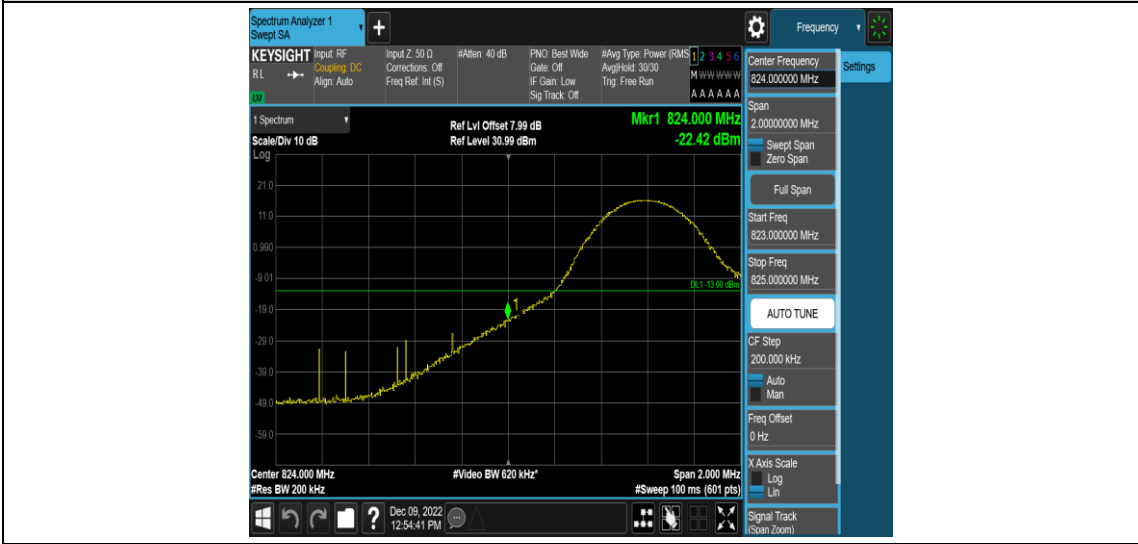 Spectrum Analyzer 1
Swept SA
+
Frequency
KEYSIGHT
RL
LXI
Input: RF
Coupling: DC
Align: Auto
Input Z: 50 Ω
Corrections: Off
Freq Ref: Int (S)
#Atten: 40 dB
PNO: Best Wide
Gate: Off
IF Gain: Low
Sig Track: Off
#Avg Type: Power (RMS
Avg|Hold: 30/30
Trig: Free Run
1 2 3 4 5 6
M W W W W W
A A A A A A
1 Spectrum
Scale/Div 10 dB
Log
Ref Lvl Offset 7.99 dB
Ref Level 30.99 dBm
Mkr1 824.000 MHz
-22.42 dBm
21.0
11.0
0.990
-9.01
DL1 -13.00 dBm
-19.0
1
-29.0
-39.0
-49.0
-59.0
Center 824.000 MHz
#Res BW 200 kHz
#Video BW 620 kHz*
Span 2.000 MHz
#Sweep 100 ms (601 pts)
?
Dec 09, 2022
12:54:41 PM
Center Frequency
824.000000 MHz
Settings
Span
2.00000000 MHz
Swept Span
Zero Span
Full Span
Start Freq
823.000000 MHz
Stop Freq
825.000000 MHz
AUTO TUNE
CF Step
200.000 kHz
Auto
Man
Freq Offset
0 Hz
X Axis Scale
Log
Lin
Signal Track
(Span Zoom)